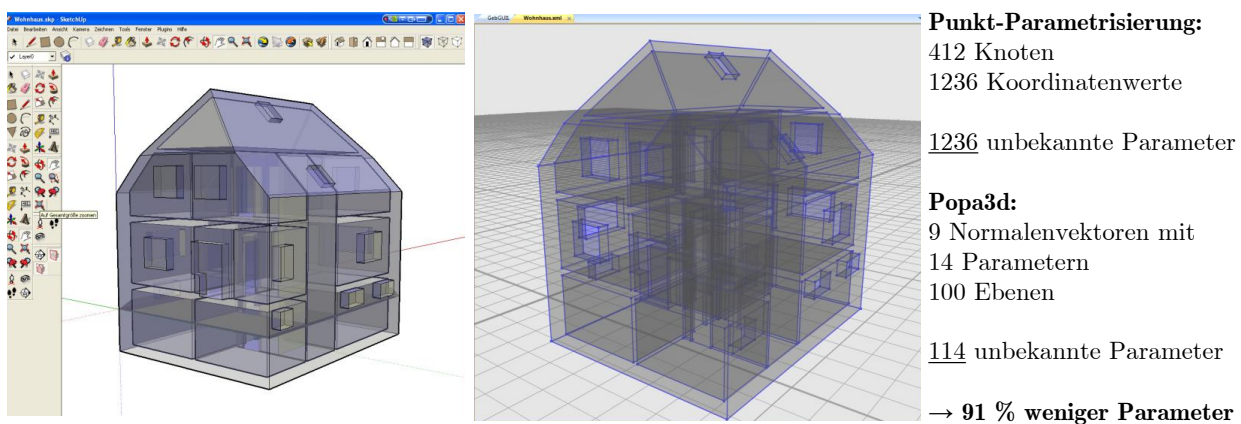 Wohnhaus.skp - SketchUp
Datei Bearbeiten Ansicht Kamera Zeichnen Tools Fenster Plugins Hilfe
Layer0
Auf Gesamtgröße zoomen
GebGUI1 Wohnhaus.xml
Punkt-Parametrisierung:
412 Knoten
1236 Koordinatenwerte
1236 unbekannte Parameter
Popa3d:
9 Normalenvektoren mit
14 Parametern
100 Ebenen
114 unbekannte Parameter
→ 91 % weniger Parameter